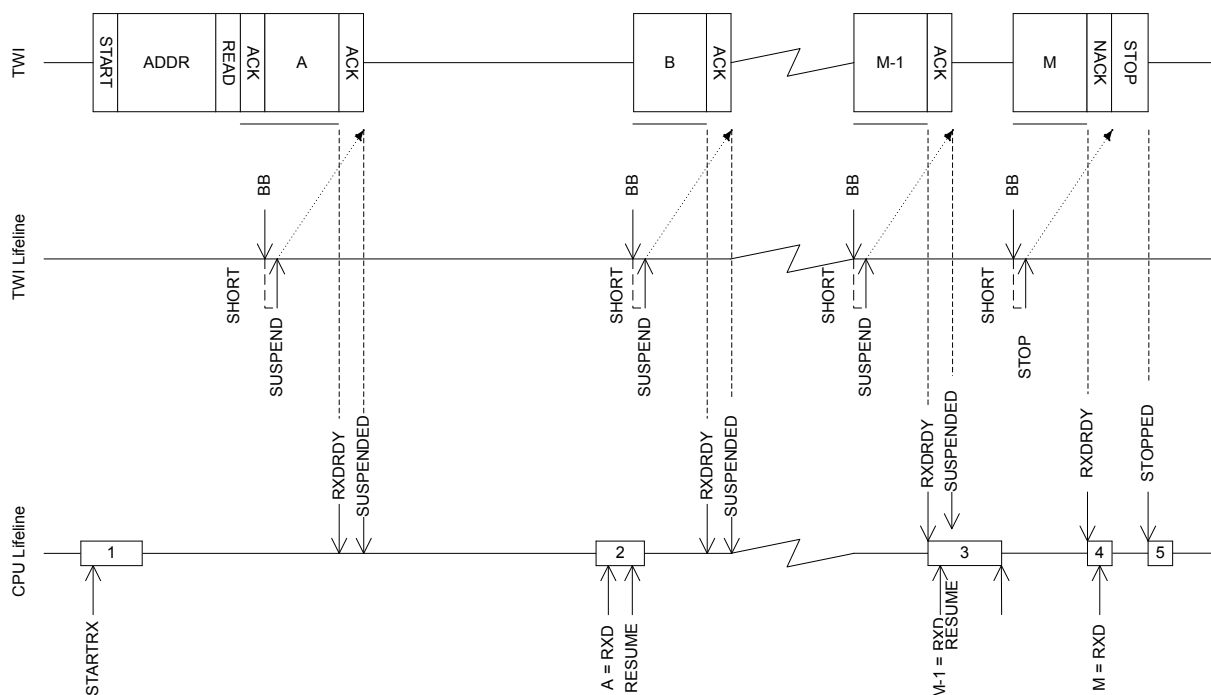 TWI
START
ADDR
READ
ACK
A
ACK
B
ACK
M-1
ACK
M
NACK
STOP
TWI Lifeline
BB
SHORT
SUSPEND
BB
SHORT
SUSPEND
BB
SHORT
SUSPEND
BB
SHORT
STOP
RXDRDY
SUSPENDED
RXDRDY
SUSPENDED
RXDRDY
SUSPENDED
RXDRDY
STOPPED
CPU Lifeline
1
2
3
4
5
STARTRX
A = RXD
RESUME
M-1 = RXD
RESUME
M = RXD